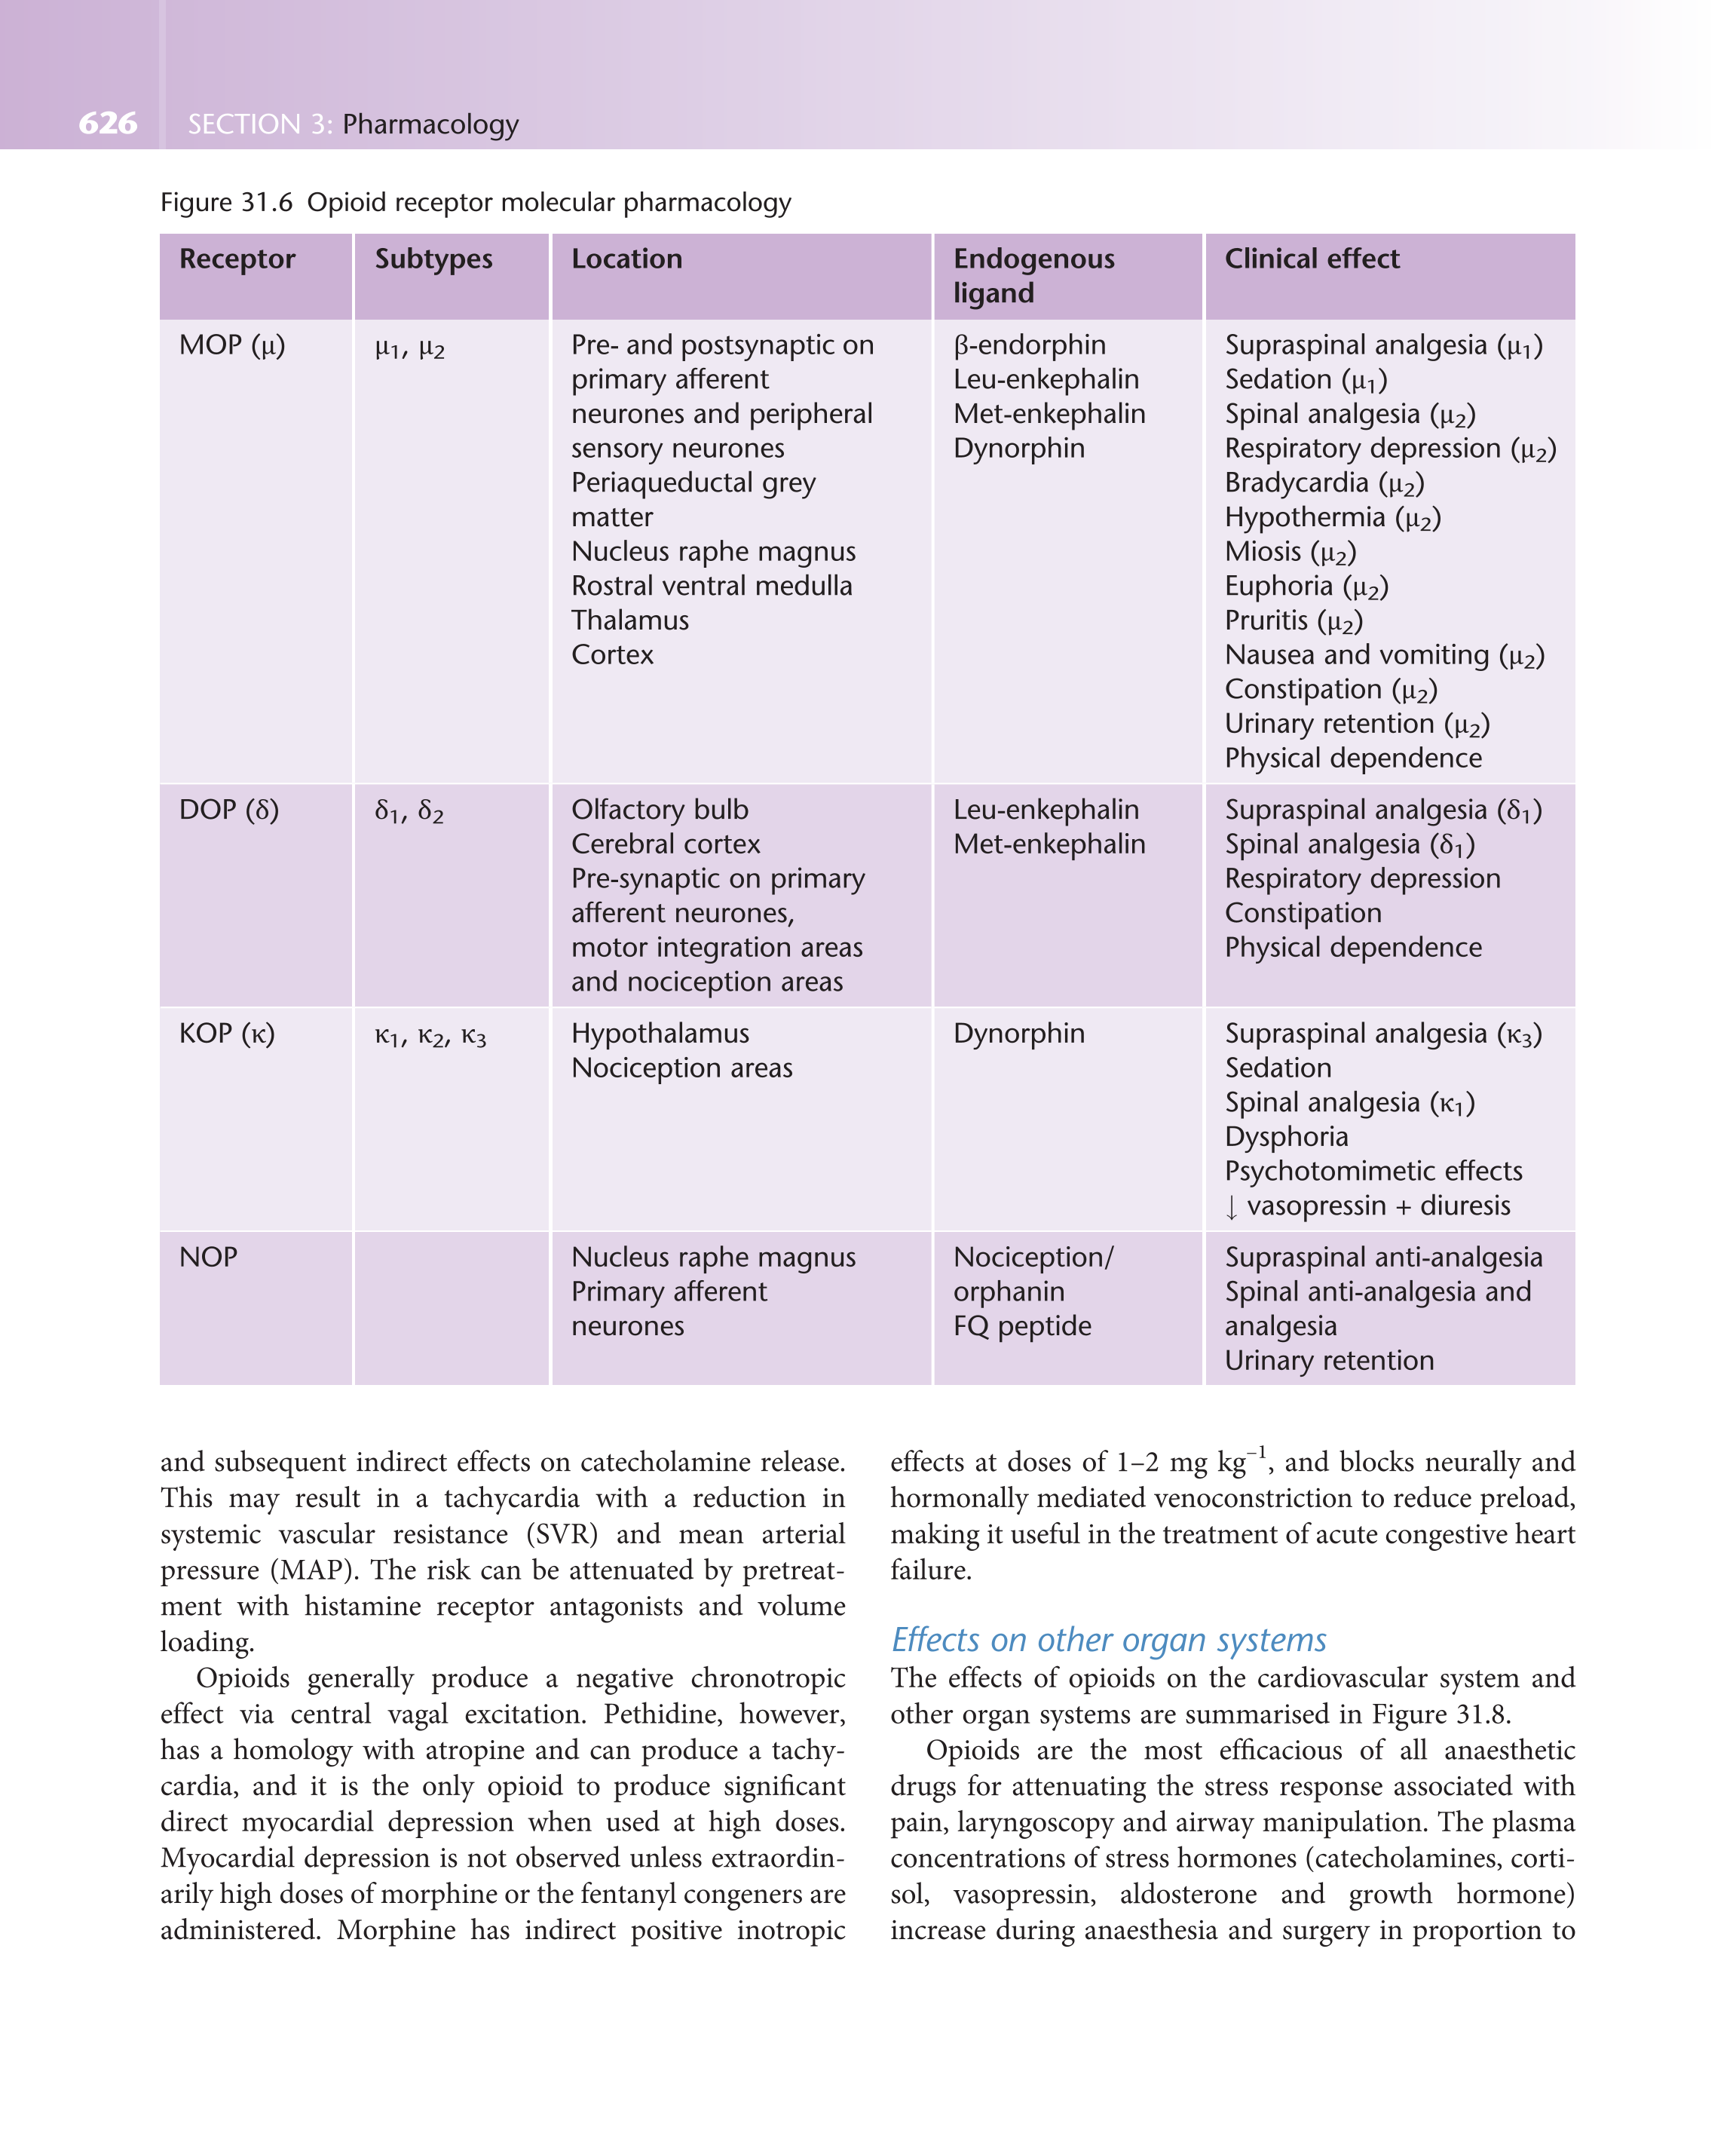 626 SECTION 3: Pharmacology
Figure 31.6 Opioid receptor molecular pharmacology
Receptor
Subtypes
Location
Endogenous
ligand
Clinical effect
MOP (μ)
μ₁, μ₂
Pre- and postsynaptic on
primary afferent
neurones and peripheral
sensory neurones
Periaqueductal grey
matter
Nucleus raphe magnus
Rostral ventral medulla
Thalamus
Cortex
β-endorphin
Leu-enkephalin
Met-enkephalin
Dynorphin
Supraspinal analgesia (μ₁)
Sedation (μ₁)
Spinal analgesia (μ₂)
Respiratory depression (μ₂)
Bradycardia (μ₂)
Hypothermia (μ₂)
Miosis (μ₂)
Euphoria (μ₂)
Pruritis (μ₂)
Nausea and vomiting (μ₂)
Constipation (μ₂)
Urinary retention (μ₂)
Physical dependence
DOP (δ)
δ₁, δ₂
Olfactory bulb
Cerebral cortex
Pre-synaptic on primary
afferent neurones,
motor integration areas
and nociception areas
Leu-enkephalin
Met-enkephalin
Supraspinal analgesia (δ₁)
Spinal analgesia (δ₁)
Respiratory depression
Constipation
Physical dependence
KOP (κ)
κ₁, κ₂, κ₃
Hypothalamus
Nociception areas
Dynorphin
Supraspinal analgesia (κ₃)
Sedation
Spinal analgesia (κ₁)
Dysphoria
Psychotomimetic effects
↓ vasopressin + diuresis
NOP
Nucleus raphe magnus
Primary afferent
neurones
Nociception/
orphanin
FQ peptide
Supraspinal anti-analgesia
Spinal anti-analgesia and
analgesia
Urinary retention
and subsequent indirect effects on catecholamine release.
This may result in a tachycardia with a reduction in
systemic vascular resistance (SVR) and mean arterial
pressure (MAP). The risk can be attenuated by pretreat-
ment with histamine receptor antagonists and volume
loading.
Opioids generally produce a negative chronotropic
effect via central vagal excitation. Pethidine, however,
has a homology with atropine and can produce a tachy-
cardia, and it is the only opioid to produce significant
direct myocardial depression when used at high doses.
Myocardial depression is not observed unless extraordin-
arily high doses of morphine or the fentanyl congeners are
administered. Morphine has indirect positive inotropic
effects at doses of 1–2 mg kg⁻¹, and blocks neurally and
hormonally mediated venoconstriction to reduce preload,
making it useful in the treatment of acute congestive heart
failure.
Effects on other organ systems
The effects of opioids on the cardiovascular system and
other organ systems are summarised in Figure 31.8.
Opioids are the most efficacious of all anaesthetic
drugs for attenuating the stress response associated with
pain, laryngoscopy and airway manipulation. The plasma
concentrations of stress hormones (catecholamines, corti-
sol, vasopressin, aldosterone and growth hormone)
increase during anaesthesia and surgery in proportion to